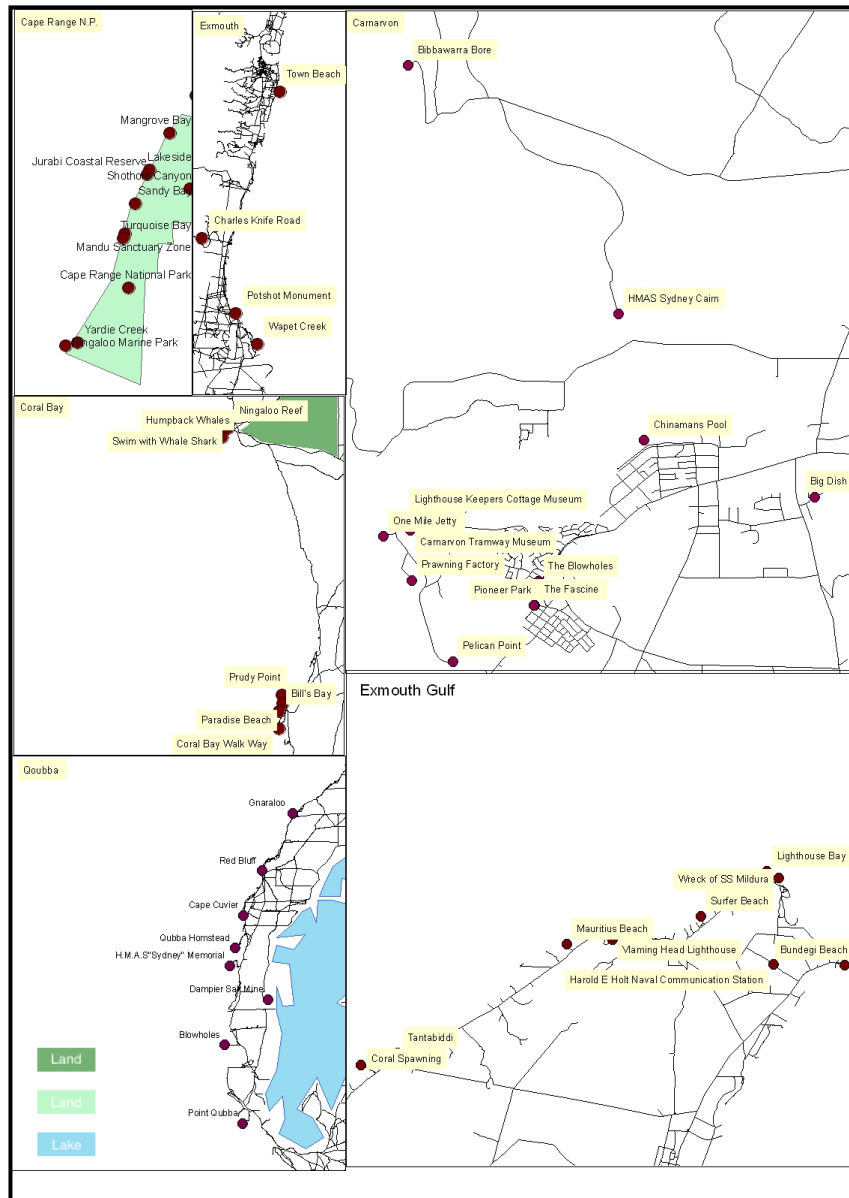 Cape Range N.P.
Mangrove Bay
Lakeside
Jurabi Coastal Reserve
Shothole Canyon
Sandy Bay
Turquoise Bay
Mandu Sanctuary Zone
Cape Range National Park
Yardie Creek
Ningaloo Marine Park
Exmouth
Town Beach
Charles Knife Road
Potshot Monument
Wapet Creek
Carnarvon
Bibbawarra Bore
HMAS Sydney Cairn
Chinamans Pool
Big Dish
Lighthouse Keepers Cottage Museum
One Mile Jetty
Carnarvon Tramway Museum
Prawning Factory
The Blowholes
Pioneer Park
The Fascine
Pelican Point
Coral Bay
Ningaloo Reef
Humpback Whales
Swim with Whale Shark
Prudy Point
Bill's Bay
Paradise Beach
Coral Bay Walk Way
Exmouth Gulf
Lighthouse Bay
Wreck of SS Mildura
Surfer Beach
Mauritius Beach
Vlaming Head Lighthouse
Bundegi Beach
Harold E Holt Naval Communication Station
Tantabiddi
Coral Spawning
Qoubba
Gnaraloo
Red Bluff
Cape Cuvier
Qubba Homstead
H.M.A.S"Sydney" Memorial
Dampier Salt Mine
Blowholes
Point Qubba
Land
Land
Lake